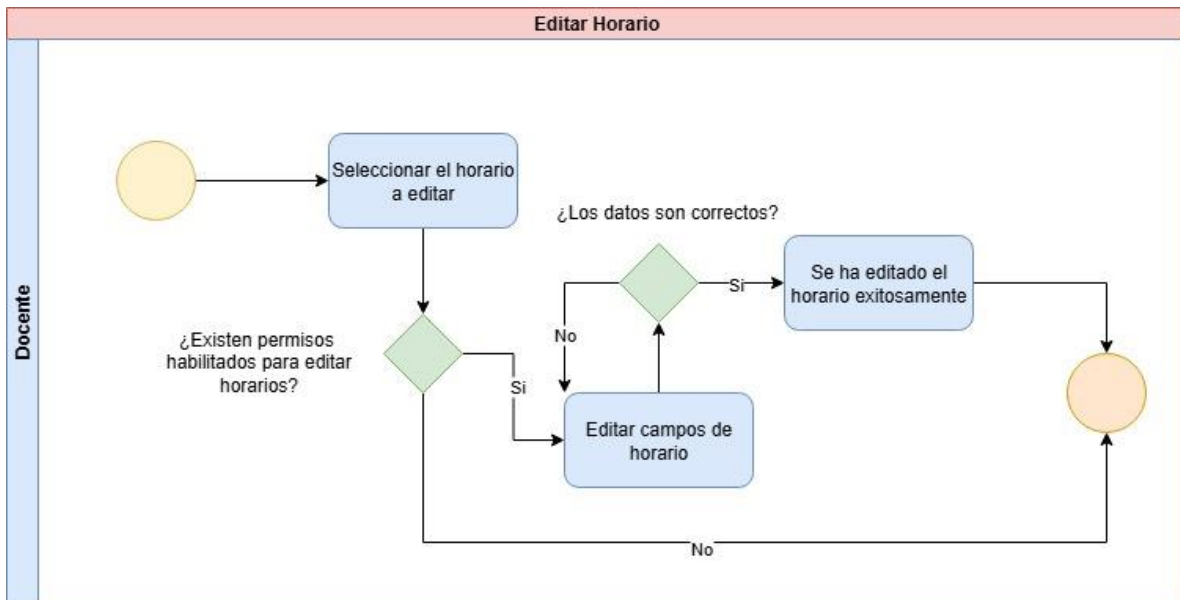 Editar Horario
Docente
Seleccionar el horario
a editar
¿Los datos son correctos?
Se ha editado el
horario exitosamente
Si
No
¿Existen permisos
habilitados para editar
horarios?
Si
Editar campos de
horario
No